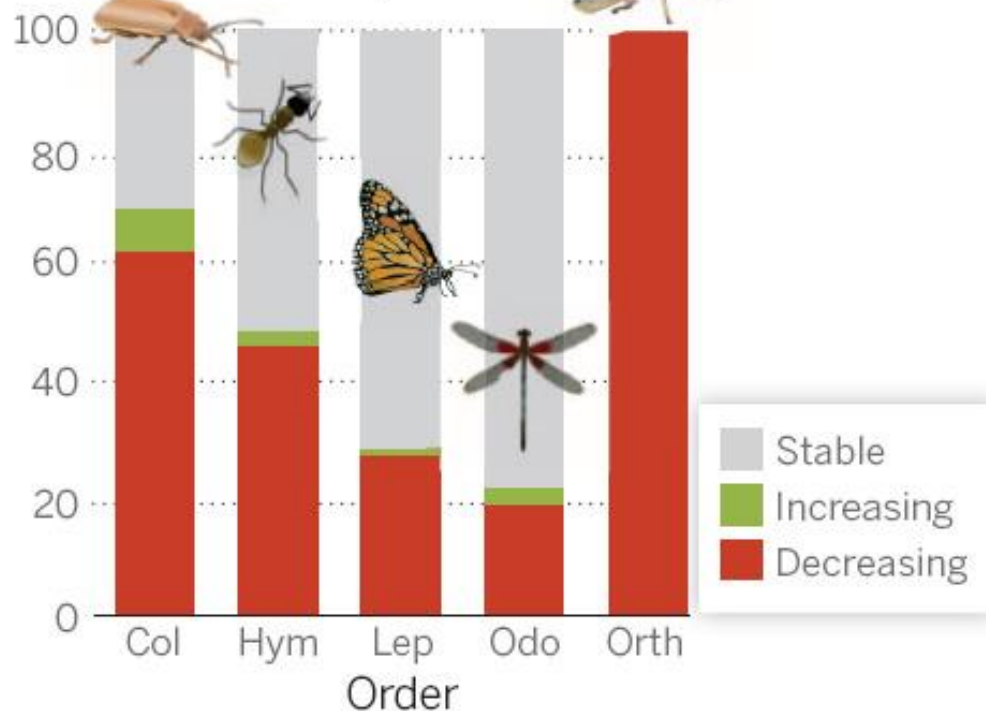 100
80
60
40
20
0
Col Hym Lep Odo Orth
Order
Stable
Increasing
Decreasing